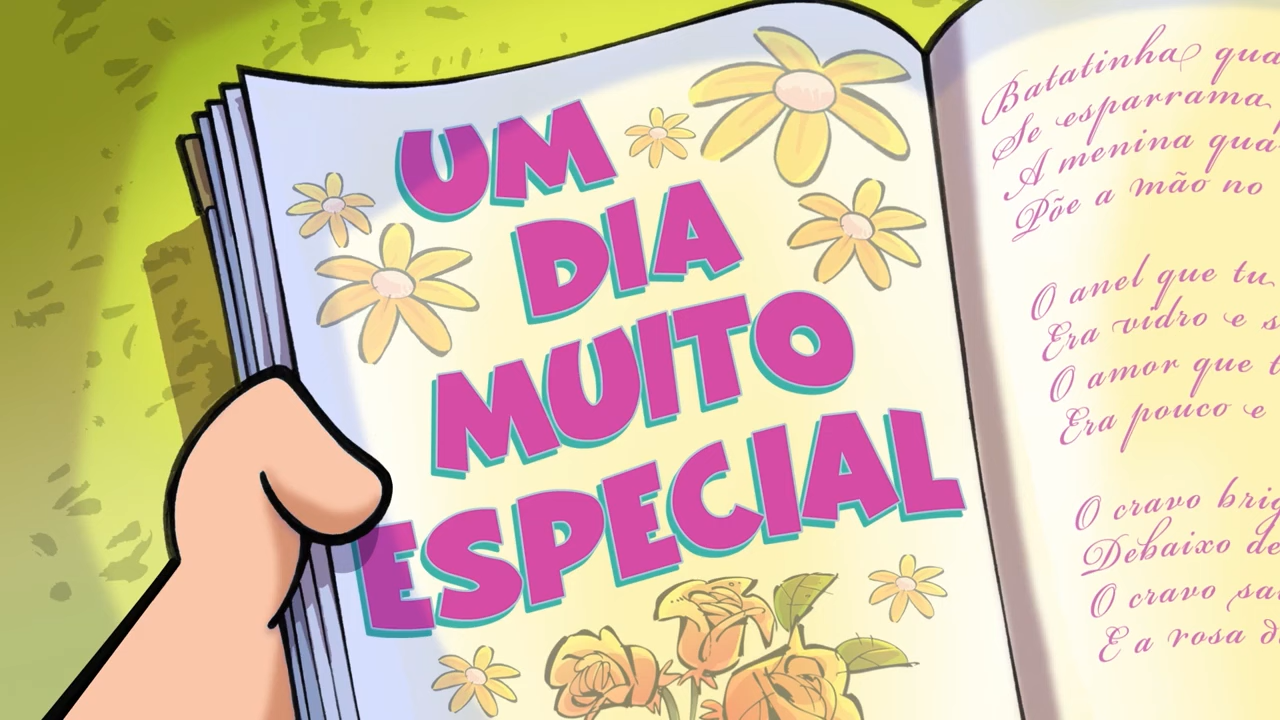 UM
DIA
MUITO
ESPECIAL
Batatinha
Se esparrama
A menina
Põe a mão no
O anel que tu
Era vidro e
O amor que
Era pouco e
O cravo
Debaixo
O cravo
E a rosa